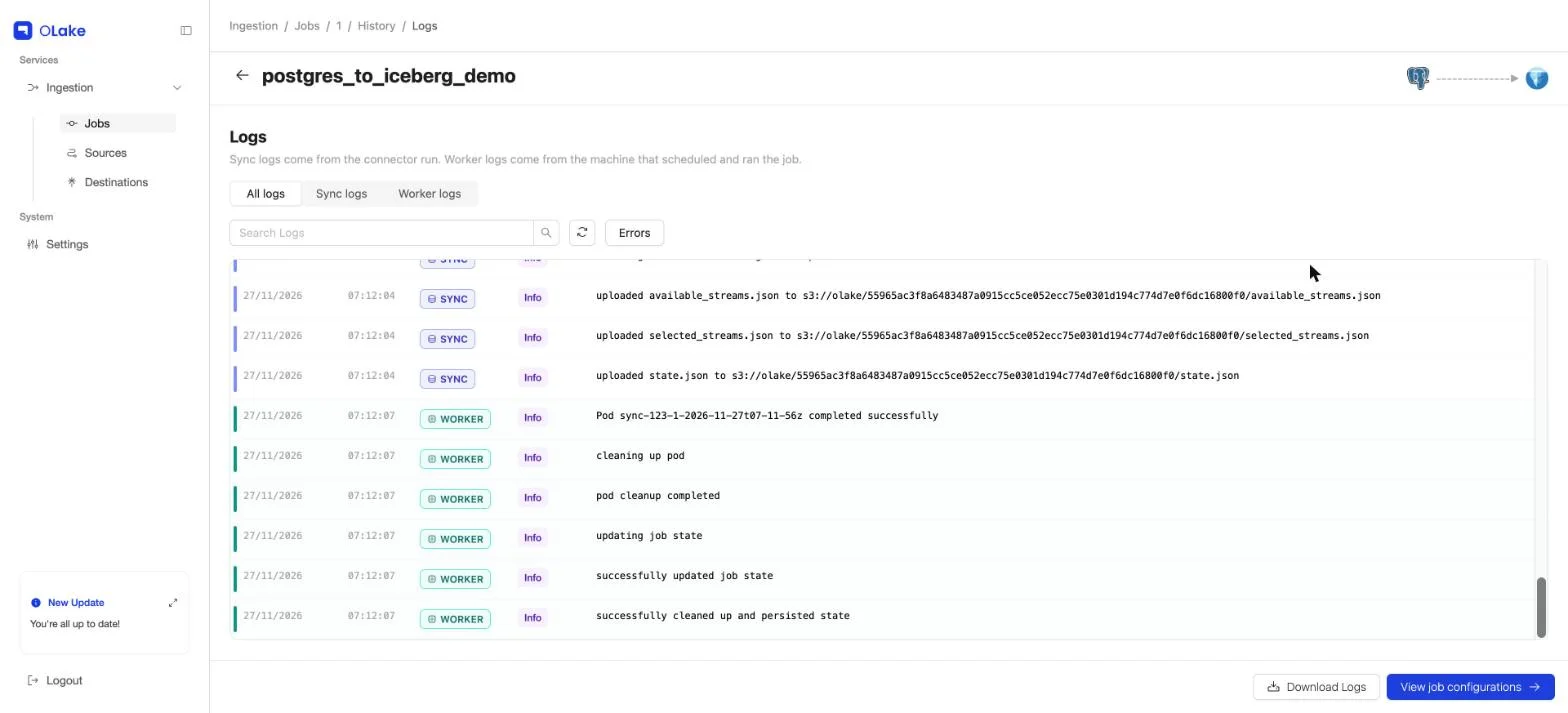 OLake
Services
Ingestion
Jobs
Sources
Destinations
System
Settings
New Update
You're all up to date!
Logout
Ingestion / Jobs / 1 / History / Logs
postgres_to_iceberg_demo
Logs
Sync logs come from the connector run. Worker logs come from the machine that scheduled and ran the job.
All logs Sync logs Worker logs
Search Logs Errors
SYNC Info
27/11/2026 07:12:04 SYNC Info uploaded available_streams.json to s3://olake/55965ac3f8a6483487a0915cc5ce052ecc75e0301d194c774d7e0f6dc16800f0/available_streams.json
27/11/2026 07:12:04 SYNC Info uploaded selected_streams.json to s3://olake/55965ac3f8a6483487a0915cc5ce052ecc75e0301d194c774d7e0f6dc16800f0/selected_streams.json
27/11/2026 07:12:04 SYNC Info uploaded state.json to s3://olake/55965ac3f8a6483487a0915cc5ce052ecc75e0301d194c774d7e0f6dc16800f0/state.json
27/11/2026 07:12:07 WORKER Info Pod sync-123-1-2026-11-27t07-11-56z completed successfully
27/11/2026 07:12:07 WORKER Info cleaning up pod
27/11/2026 07:12:07 WORKER Info pod cleanup completed
27/11/2026 07:12:07 WORKER Info updating job state
27/11/2026 07:12:07 WORKER Info successfully updated job state
27/11/2026 07:12:07 WORKER Info successfully cleaned up and persisted state
Download Logs View job configurations